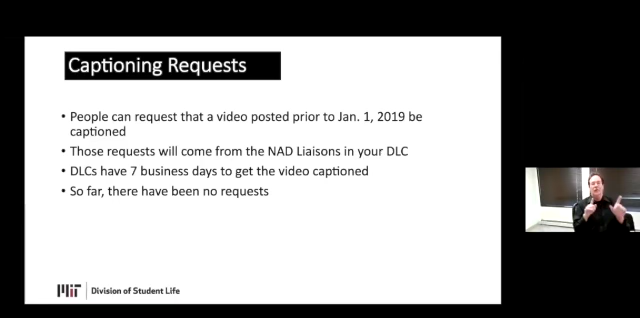 Captioning Requests
• People can request that a video posted prior to Jan. 1, 2019 be
captioned
• Those requests will come from the NAD Liaisons in your DLC
• DLCs have 7 business days to get the video captioned
• So far, there have been no requests
MIT Division of Student Life